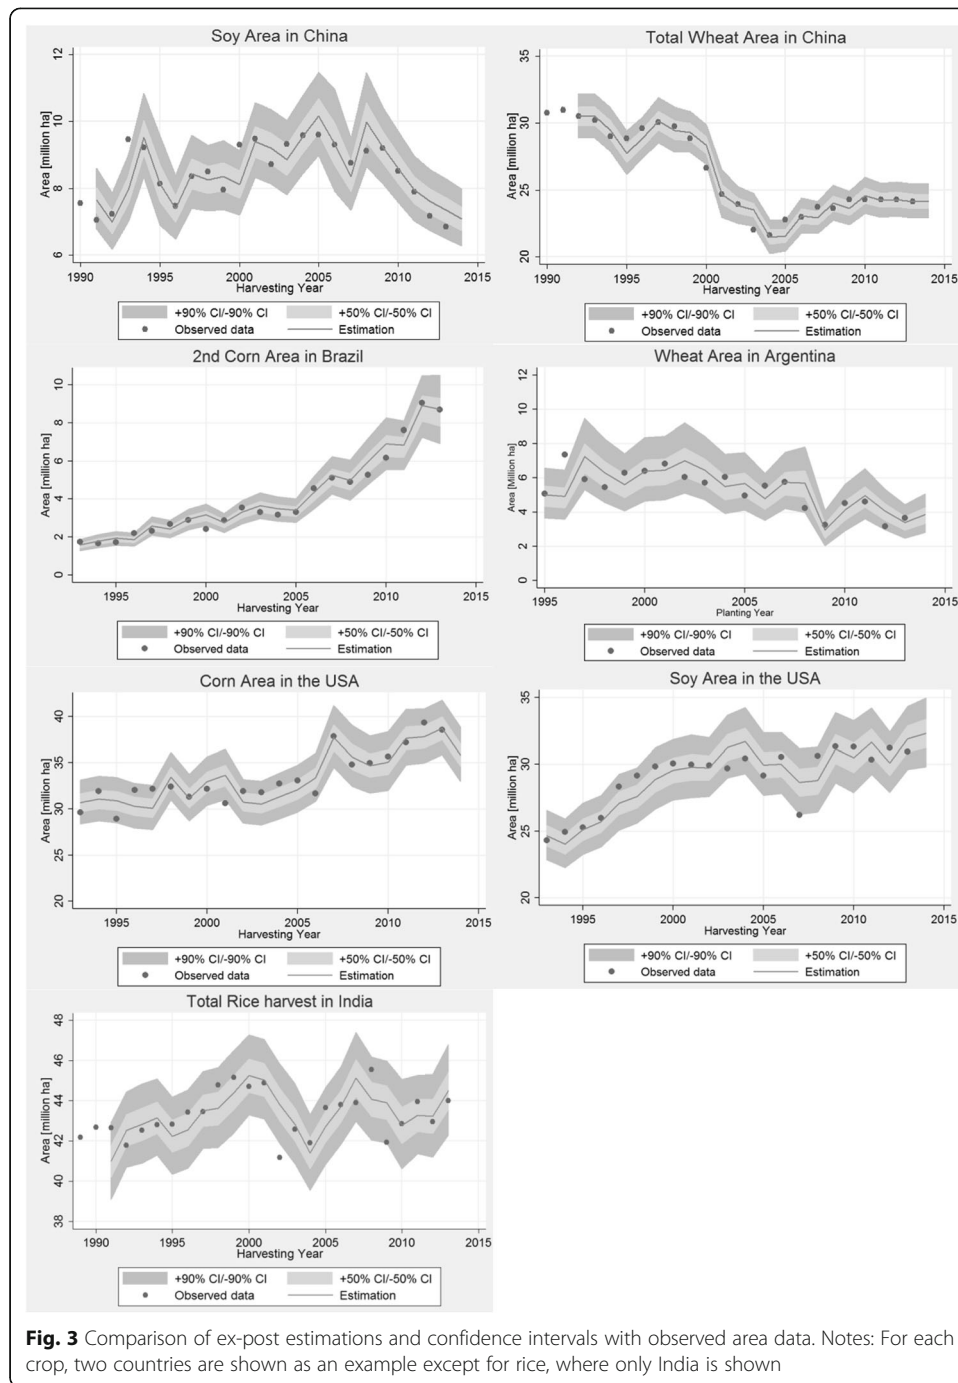 Soy Area in China
Area [million ha]
12
10
8
6
1990 1995 2000 2005 2010 2015
Harvesting Year
+90% CI/-90% CI +50% CI/-50% CI
Observed data Estimation
Total Wheat Area in China
Area [million ha]
35
30
25
20
1990 1995 2000 2005 2010 2015
Harvesting Year
+90% CI/-90% CI +50% CI/-50% CI
Observed data Estimation
2nd Corn Area in Brazil
Area [million ha]
10
8
6
4
2
0
1995 2000 2005 2010 2015
Harvesting Year
+90% CI/-90% CI +50% CI/-50% CI
Observed data Estimation
Wheat Area in Argentina
Area [Million ha]
12
10
8
6
4
2
0
1995 2000 2005 2010 2015
Planting Year
+90% CI/-90% CI +50% CI/-50% CI
Observed data Estimation
Corn Area in the USA
Area [million ha]
40
35
30
25
20
1995 2000 2005 2010 2015
Harvesting Year
+90% CI/-90% CI +50% CI/-50% CI
Observed data Estimation
Soy Area in the USA
Area [million ha]
35
30
25
20
1995 2000 2005 2010 2015
Harvesting Year
+90% CI/-90% CI +50% CI/-50% CI
Observed data Estimation
Total Rice harvest in India
Area [million ha]
48
46
44
42
40
38
1990 1995 2000 2005 2010 2015
Harvesting Year
+90% CI/-90% CI +50% CI/-50% CI
Observed data Estimation
Fig. 3 Comparison of ex-post estimations and confidence intervals with observed area data. Notes: For each
crop, two countries are shown as an example except for rice, where only India is shown